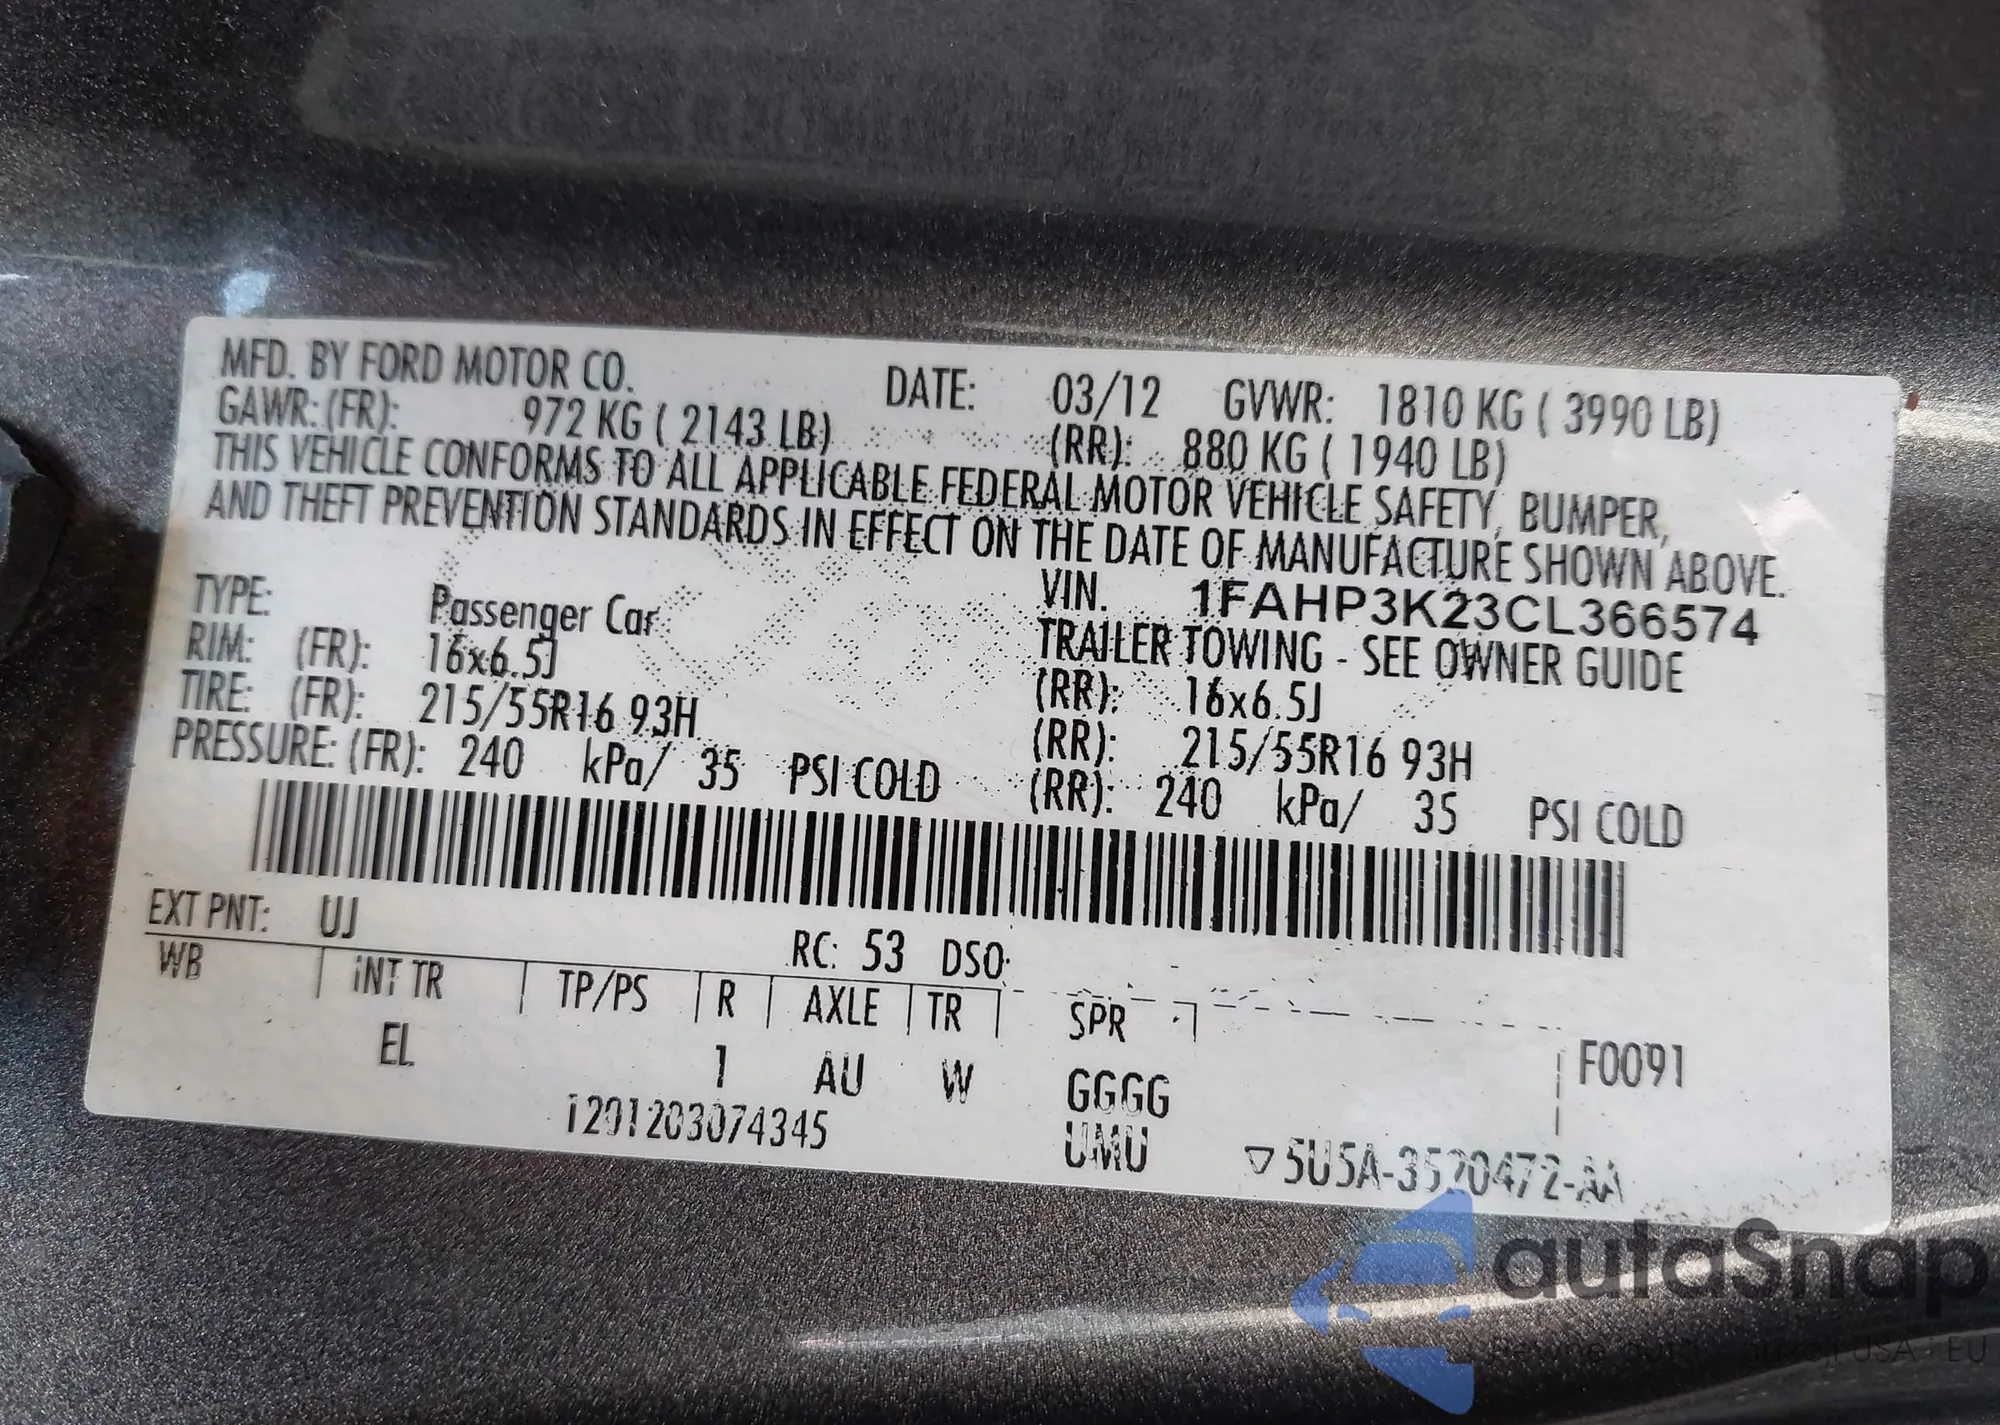 MFD. BY FORD MOTOR CO. DATE: 03/12 GVWR: 1810 KG ( 3990 LB)
GAWR: (FR): 972 KG ( 2143 LB) (RR): 880 KG ( 1940 LB)
THIS VEHICLE CONFORMS TO ALL APPLICABLE FEDERAL MOTOR VEHICLE SAFETY, BUMPER,
AND THEFT PREVENTION STANDARDS IN EFFECT ON THE DATE OF MANUFACTURE SHOWN ABOVE.
VIN. 1FAHP3K23CL366574
TYPE: Passenger Car TRAILER TOWING - SEE OWNER GUIDE
RIM: (FR): 16x6.5J (RR): 16x6.5J
TIRE: (FR): 215/55R16 93H (RR): 215/55R16 93H
PRESSURE: (FR): 240 kPa/ 35 PSI COLD (RR): 240 kPa/ 35 PSI COLD
EXT PNT: UJ RC: 53 DSO:
WB INT TR TP/PS R AXLE TR SPR
EL 1 AU W GGGG F0091
1201203074345 UMU ▽5U5A-3520472-AA
autaSnap
USA EU